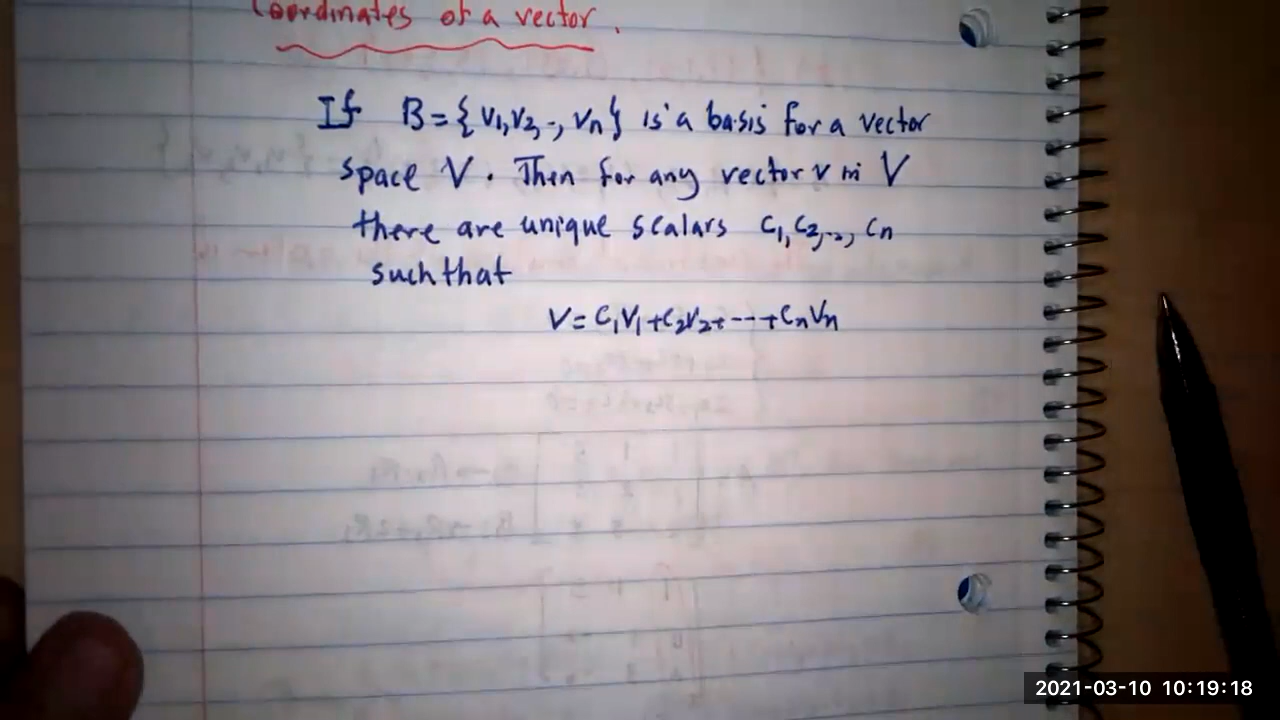 Coordinates of a vector.
If B={v1,v2,-,vn} is a basis for a vector
space V. Then for any vector v in V
there are unique scalars c1,c2,..,cn
such that
V=c1v1+c2v2+---+cnvn
2021-03-10 10:19:18